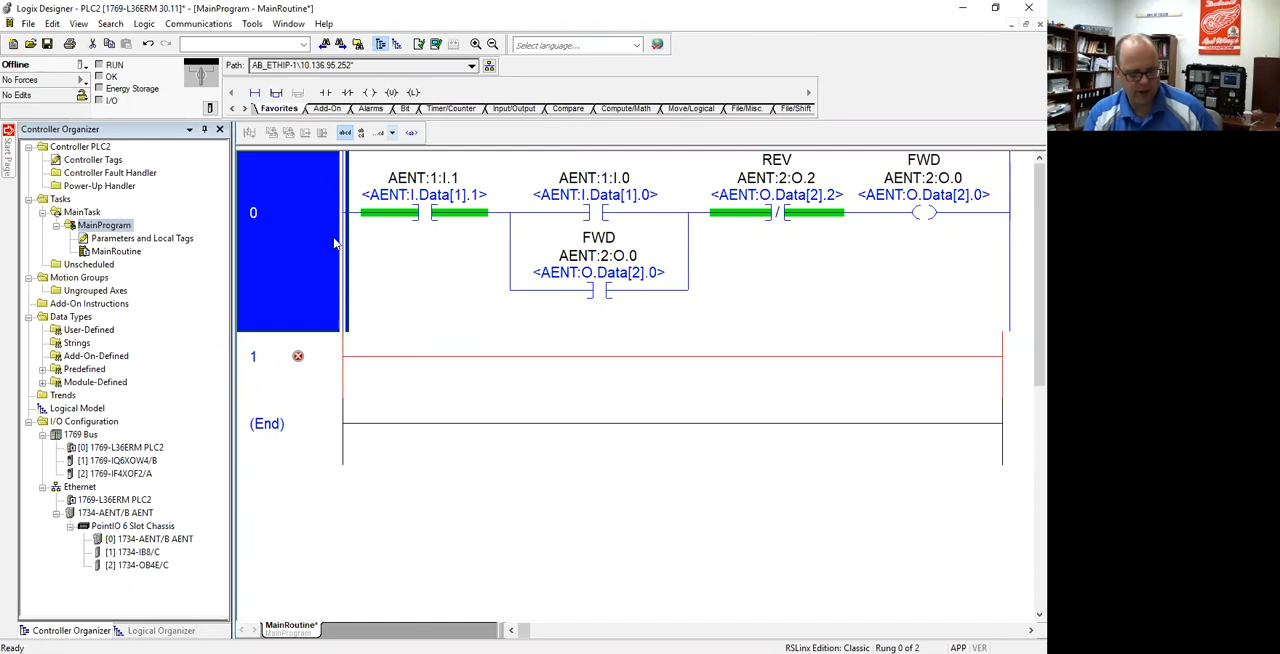 Logix Designer - PLC2 [1769-L36ERM 30.11]* - [MainProgram - MainRoutine*]
File Edit View Search Logic Communications Tools Window Help
Select language...
Offline RUN Path: AB_ETHIP-1\10.136.95.252*
No Forces OK
No Edits Energy Storage
I/O
Favorites Add-On Alarms Bit Timer/Counter Input/Output Compare Compute/Math Move/Logical File/Misc. File/Shift
Controller Organizer
Start Page
Controller PLC2
Controller Tags
Controller Fault Handler
Power-Up Handler
Tasks
MainTask
MainProgram
Parameters and Local Tags
MainRoutine
Unscheduled
Motion Groups
Ungrouped Axes
Add-On Instructions
Data Types
User-Defined
Strings
Add-On-Defined
Predefined
Module-Defined
Trends
Logical Model
I/O Configuration
1769 Bus
[0] 1769-L36ERM PLC2
[1] 1769-IQ6XOW4/B
[2] 1769-IF4XOF2/A
Ethernet
1769-L36ERM PLC2
1734-AENT/B AENT
PointIO 6 Slot Chassis
[0] 1734-AENT/B AENT
[1] 1734-IB8/C
[2] 1734-OB4E/C
REV FWD
AENT:1:I.1 AENT:1:I.0 AENT:2:O.2 AENT:2:O.0
<AENT:I.Data[1].1> <AENT:I.Data[1].0> <AENT:O.Data[2].2> <AENT:O.Data[2].0>
0
FWD
AENT:2:O.0
<AENT:O.Data[2].0>
1
(End)
Controller Organizer Logical Organizer
MainRoutine*
MainProgram
Ready RSLinx Edition: Classic Rung 0 of 2 APP VER